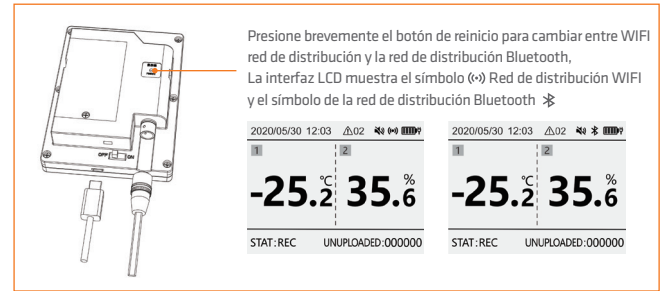 Presione brevemente el botón de reinicio para cambiar entre WIFI
red de distribución y la red de distribución Bluetooth,
La interfaz LCD muestra el símbolo Red de distribución WIFI
y el símbolo de la red de distribución Bluetooth
2020/05/30 12:03 02
1 2
-25.2℃ 35.6%
STAT:REC UNUPLOADED:000000
2020/05/30 12:03 02
1 2
-25.2℃ 35.6%
STAT:REC UNUPLOADED:000000
OFF ON